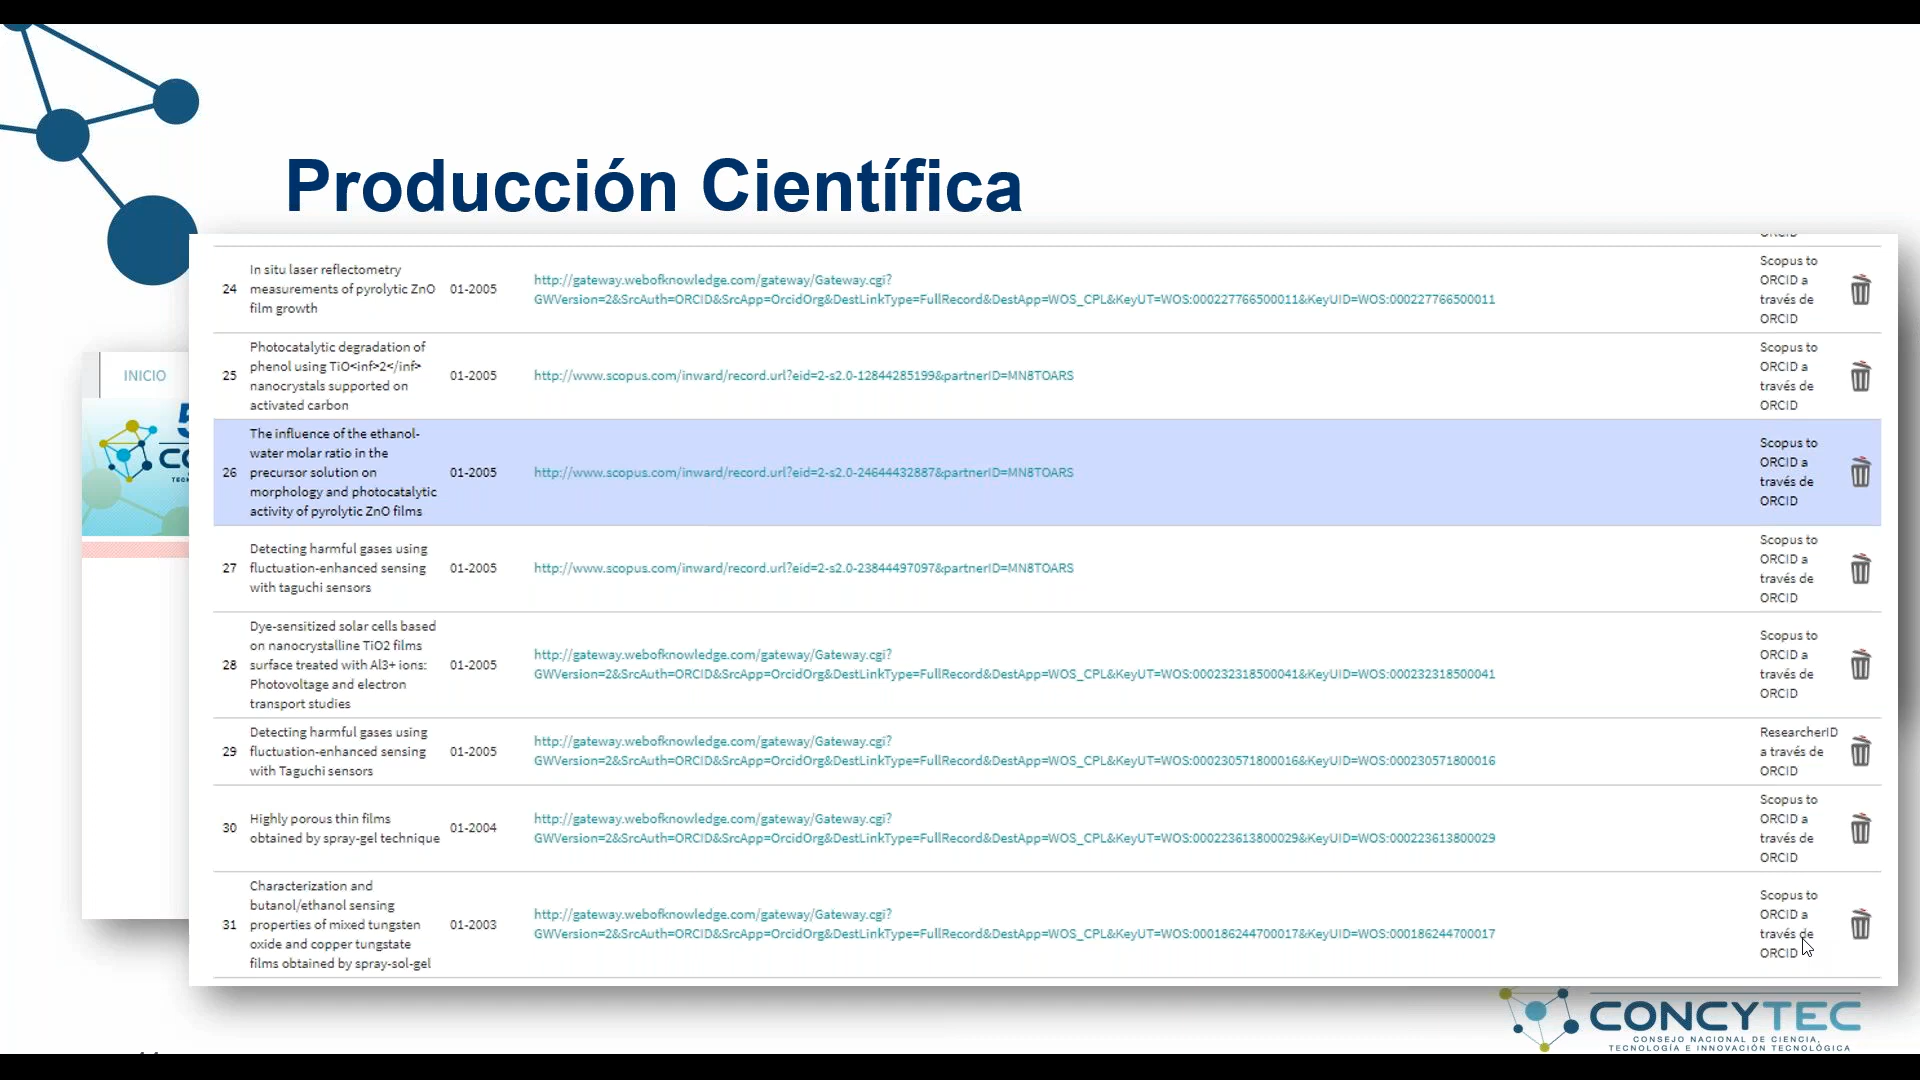 Producción Científica
INICIO
24
In situ laser reflectometry
measurements of pyrolytic ZnO
film growth
01-2005
http://gateway.webofknowledge.com/gateway/Gateway.cgi?
GWVersion=2&SrcAuth=ORCID&SrcApp=OrcidOrg&DestLinkType=FullRecord&DestApp=WOS_CPL&KeyUT=WOS:000227766500011&KeyUID=WOS:000227766500011
Scopus to
ORCID a
través de
ORCID
25
Photocatalytic degradation of
phenol using TiO<inf>2</inf>
nanocrystals supported on
activated carbon
01-2005
http://www.scopus.com/inward/record.url?eid=2-s2.0-12844285199&partnerID=MN8TOARS
Scopus to
ORCID a
través de
ORCID
26
The influence of the ethanol-
water molar ratio in the
precursor solution on
morphology and photocatalytic
activity of pyrolytic ZnO films
01-2005
http://www.scopus.com/inward/record.url?eid=2-s2.0-24644432887&partnerID=MN8TOARS
Scopus to
ORCID a
través de
ORCID
27
Detecting harmful gases using
fluctuation-enhanced sensing
with taguchi sensors
01-2005
http://www.scopus.com/inward/record.url?eid=2-s2.0-23844497097&partnerID=MN8TOARS
Scopus to
ORCID a
través de
ORCID
28
Dye-sensitized solar cells based
on nanocrystalline TiO2 films
surface treated with Al3+ ions:
Photovoltage and electron
transport studies
01-2005
http://gateway.webofknowledge.com/gateway/Gateway.cgi?
GWVersion=2&SrcAuth=ORCID&SrcApp=OrcidOrg&DestLinkType=FullRecord&DestApp=WOS_CPL&KeyUT=WOS:000232318500041&KeyUID=WOS:000232318500041
Scopus to
ORCID a
través de
ORCID
29
Detecting harmful gases using
fluctuation-enhanced sensing
with Taguchi sensors
01-2005
http://gateway.webofknowledge.com/gateway/Gateway.cgi?
GWVersion=2&SrcAuth=ORCID&SrcApp=OrcidOrg&DestLinkType=FullRecord&DestApp=WOS_CPL&KeyUT=WOS:000230571800016&KeyUID=WOS:000230571800016
ResearcherID
a través de
ORCID
30
Highly porous thin films
obtained by spray-gel technique
01-2004
http://gateway.webofknowledge.com/gateway/Gateway.cgi?
GWVersion=2&SrcAuth=ORCID&SrcApp=OrcidOrg&DestLinkType=FullRecord&DestApp=WOS_CPL&KeyUT=WOS:000223613800029&KeyUID=WOS:000223613800029
Scopus to
ORCID a
través de
ORCID
31
Characterization and
butanol/ethanol sensing
properties of mixed tungsten
oxide and copper tungstate
films obtained by spray-sol-gel
01-2003
http://gateway.webofknowledge.com/gateway/Gateway.cgi?
GWVersion=2&SrcAuth=ORCID&SrcApp=OrcidOrg&DestLinkType=FullRecord&DestApp=WOS_CPL&KeyUT=WOS:000186244700017&KeyUID=WOS:000186244700017
Scopus to
ORCID a
través de
ORCID
CONCYTEC
CONSEJO NACIONAL DE CIENCIA,
TECNOLOGÍA E INNOVACIÓN TECNOLÓGICA